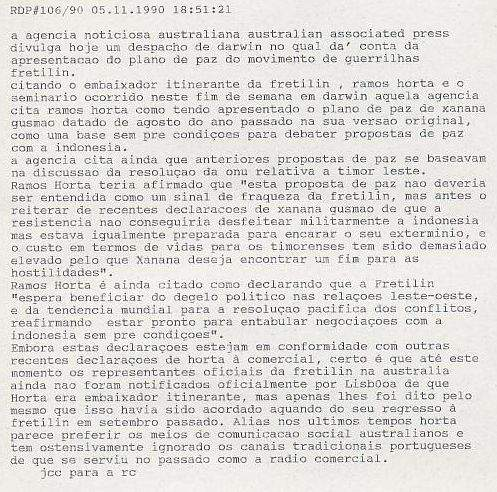 RDP#106/90 05.11.1990 18:51:21
a agencia noticiosa australiana australian associated press
divulga hoje um despacho de darwin no qual da' conta da
apresentacao do plano de paz do movimento de guerrilhas
fretilin.
citando o embaixador itinerante da fretilin , ramos horta e o
seminario ocorrido neste fim de semana em darwin aquela agencia
cita ramos horta como tendo apresentado o plano de paz de xanana
gusmao datado de agosto do ano passado na sua versao original,
como uma base sem pre condiçoes para debater propostas de paz
com a indonesia.
a agencia cita ainda que anteriores propostas de paz se baseavam
na discussao da resoluçao da onu relativa a timor leste.
Ramos Horta teria afirmado que "esta proposta de paz nao deveria
ser entendida como um sinal de fraqueza da fretilin, mas antes o
reiterar de recentes declaracoes de xanana gusmao de que a
resistencia nao conseguiria desfeitear militarmente a indonesia
mas estava igualmente preparada para encarar o seu exterminio, e
o custo em termos de vidas para os timorenses tem sido demasiado
elevado pelo que Xanana deseja encontrar um fim para as
hostilidades".
Ramos Horta é ainda citado como declarando que a Fretilin
"espera beneficiar do degelo politico nas relaçoes leste-oeste,
e da tendencia mundial para a resoluçao pacifica dos conflitos,
reafirmando estar pronto para entabular negociaçoes com a
indonesia sem pre condiçoes".
Embora estas declaraçoes estejam em conformidade com outras
recentes declaraçoes de horta à comercial, certo é que até este
momento os representantes oficiais da fretilin na australia
ainda nao foram notificados oficialmente por Lisb0oa de que
Horta era embaixador itinerante, mas apenas lhes foi dito pelo
mesmo que isso havia sido acordado aquando do seu regresso à
fretilin em setembro passado. Alias nos ultimos tempos horta
parece preferir os meios de comunicacao social australianos e
tem ostensivamente ignorado os canais tradicionais portugueses
de que se serviu no passado como a radio comercial.
jcc para a rc